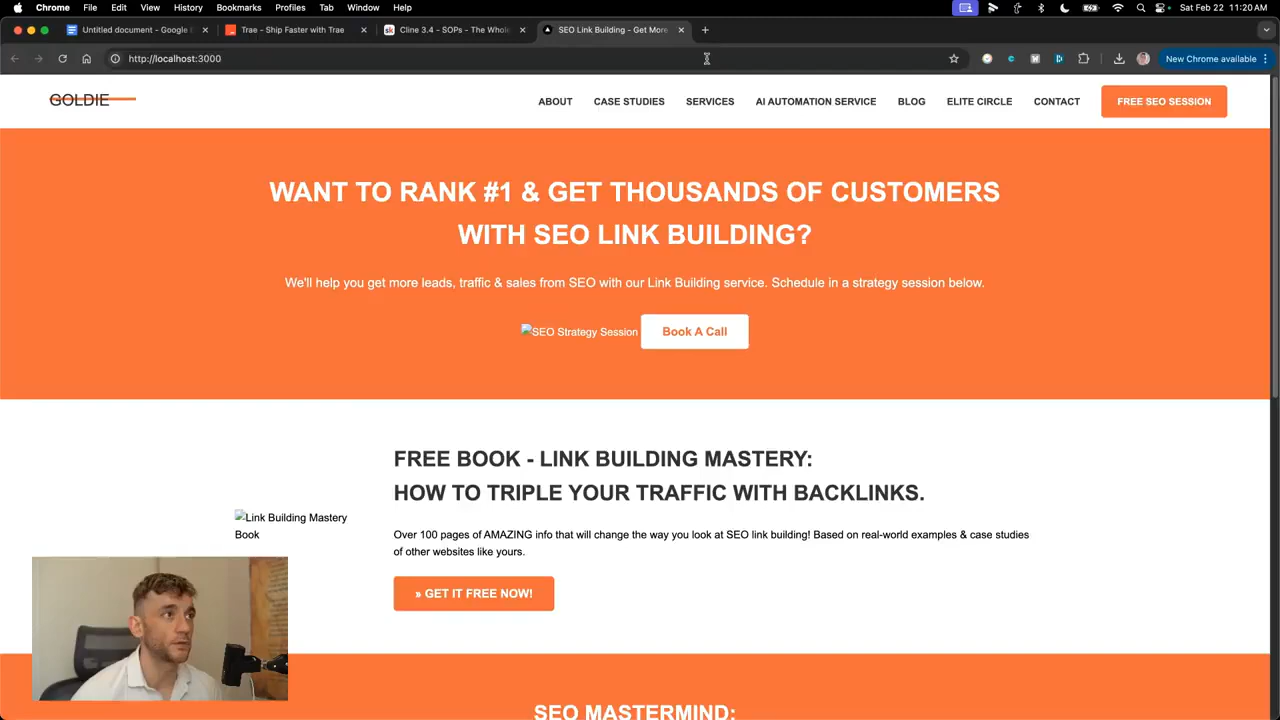 Chrome File Edit View History Bookmarks Profiles Tab Window Help Sat Feb 22 11:20 AM
Untitled document - Google Trae - Ship Faster with Trae Cline 3.4 – SOPs – The Whole SEO Link Building - Get More
http://localhost:3000 New Chrome available
GOLDIE ABOUT CASE STUDIES SERVICES AI AUTOMATION SERVICE BLOG ELITE CIRCLE CONTACT FREE SEO SESSION
WANT TO RANK #1 & GET THOUSANDS OF CUSTOMERS
WITH SEO LINK BUILDING?
We'll help you get more leads, traffic & sales from SEO with our Link Building service. Schedule in a strategy session below.
SEO Strategy Session Book A Call
FREE BOOK - LINK BUILDING MASTERY:
HOW TO TRIPLE YOUR TRAFFIC WITH BACKLINKS.
Link Building Mastery
Book
Over 100 pages of AMAZING info that will change the way you look at SEO link building! Based on real-world examples & case studies
of other websites like yours.
» GET IT FREE NOW!
SEO MASTERMIND: